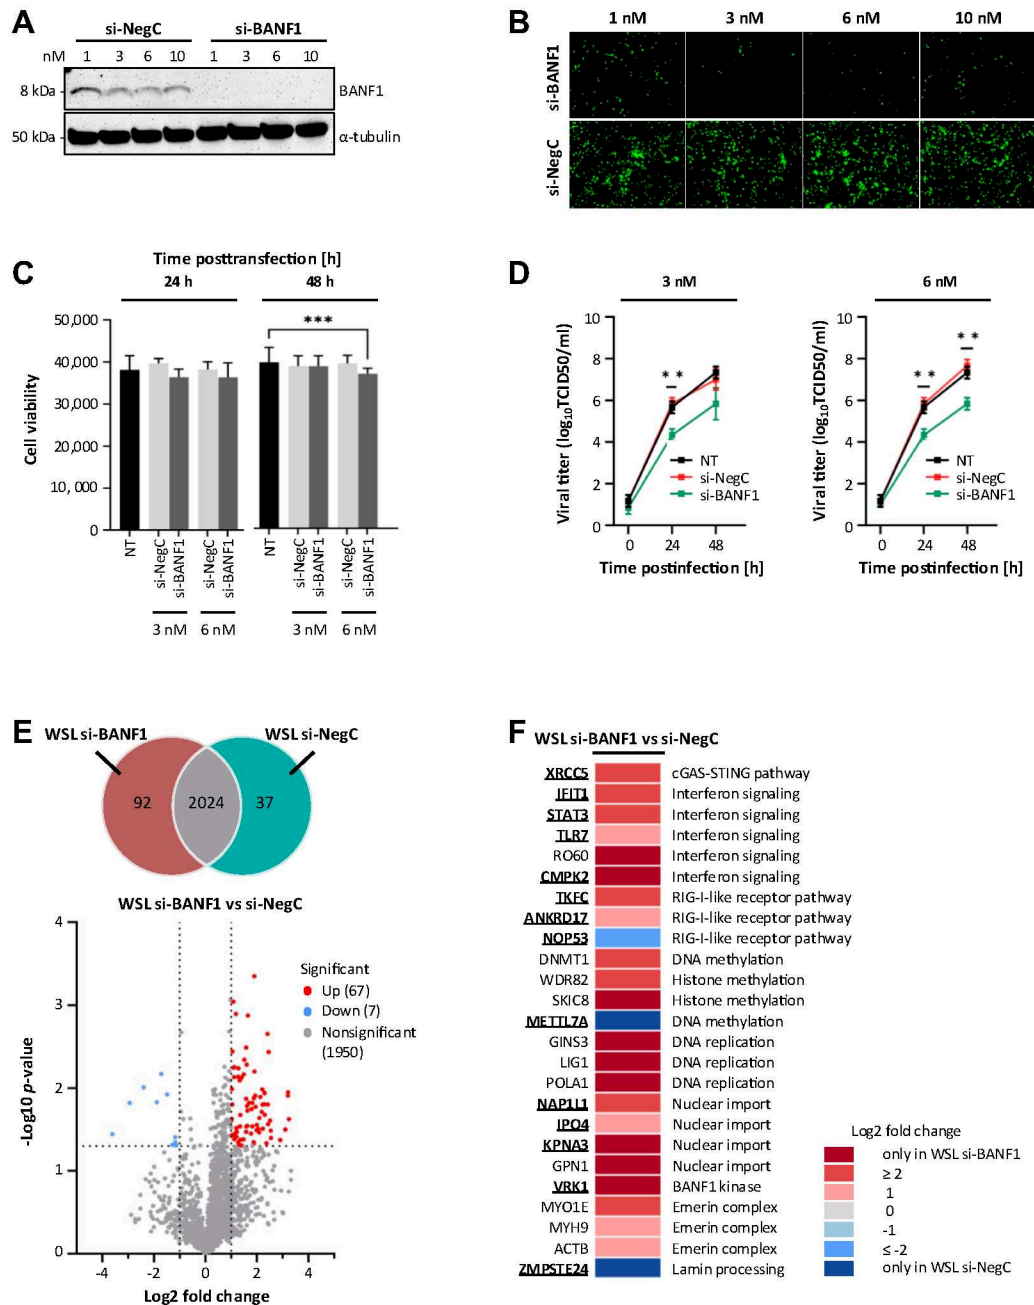 A
si-NegC si-BANF1
nM 1 3 6 10 1 3 6 10
8 kDa BANF1
50 kDa α-tubulin
B
1 nM 3 nM 6 nM 10 nM
si-BANF1
si-NegC
C
Time posttransfection [h]
24 h 48 h
***
Cell viability
50,000
40,000
30,000
20,000
10,000
0
NT si-NegC si-BANF1 si-NegC si-BANF1 NT si-NegC si-BANF1 si-NegC si-BANF1
3 nM 6 nM 3 nM 6 nM
D
3 nM
Viral titer (log10TCID50/ml)
10
8
6
4
2
0
**
NT
si-NegC
si-BANF1
0 24 48
Time postinfection [h]
6 nM
Viral titer (log10TCID50/ml)
10
8
6
4
2
0
** **
NT
si-NegC
si-BANF1
0 24 48
Time postinfection [h]
E
WSL si-BANF1 WSL si-NegC
92 2024 37
WSL si-BANF1 vs si-NegC
-Log10 p-value
4
3
2
1
0
Significant
Up (67)
Down (7)
Nonsignificant
(1950)
-4 -2 0 2 4
Log2 fold change
F
WSL si-BANF1 vs si-NegC
XRCC5 cGAS-STING pathway
IFIT1 Interferon signaling
STAT3 Interferon signaling
TLR7 Interferon signaling
RO60 Interferon signaling
CMPK2 Interferon signaling
TKFC RIG-I-like receptor pathway
ANKRD17 RIG-I-like receptor pathway
NOP53 RIG-I-like receptor pathway
DNMT1 DNA methylation
WDR82 Histone methylation
SKIC8 Histone methylation
METTL7A DNA methylation
GINS3 DNA replication
LIG1 DNA replication
POLA1 DNA replication
NAP1L1 Nuclear import
IPO4 Nuclear import
KPNA3 Nuclear import
GPN1 Nuclear import
VRK1 BANF1 kinase
MYO1E Emerin complex
MYH9 Emerin complex
ACTB Emerin complex
ZMPSTE24 Lamin processing
Log2 fold change
only in WSL si-BANF1
≥ 2
1
0
-1
≤ -2
only in WSL si-NegC